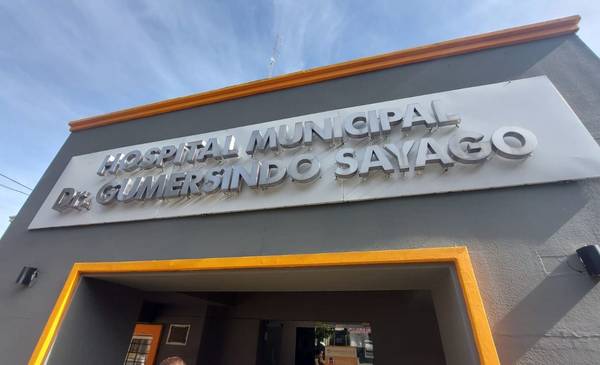 HOSPITAL MUNICIPAL
Dr. GUMERSINDO SAYAGO